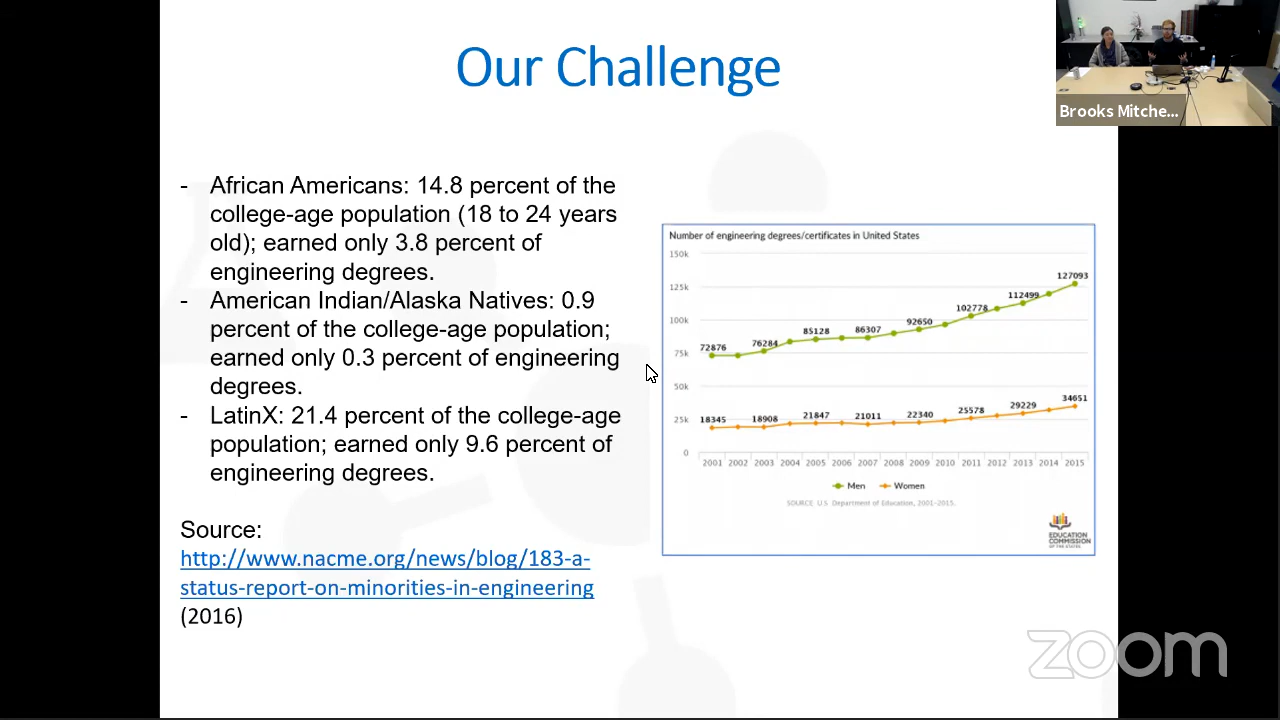 Our Challenge
Brooks Mitche...
- African Americans: 14.8 percent of the
college-age population (18 to 24 years
old); earned only 3.8 percent of
engineering degrees.
- American Indian/Alaska Natives: 0.9
percent of the college-age population;
earned only 0.3 percent of engineering
degrees.
- LatinX: 21.4 percent of the college-age
population; earned only 9.6 percent of
engineering degrees.
Source:
http://www.nacme.org/news/blog/183-a-
status-report-on-minorities-in-engineering
(2016)
Number of engineering degrees/certificates in United States
150k
125k
100k
75k
50k
25k
0
72876
76284
85128
86307
92650
102778
112499
127093
18345
18908
21847
21011
22340
25578
29229
34651
2001 2002 2003 2004 2005 2006 2007 2008 2009 2010 2011 2012 2013 2014 2015
Men Women
SOURCE U.S. Department of Education, 2001-2015.
EDUCATION
COMMISSION
OF THE STATES
zoom